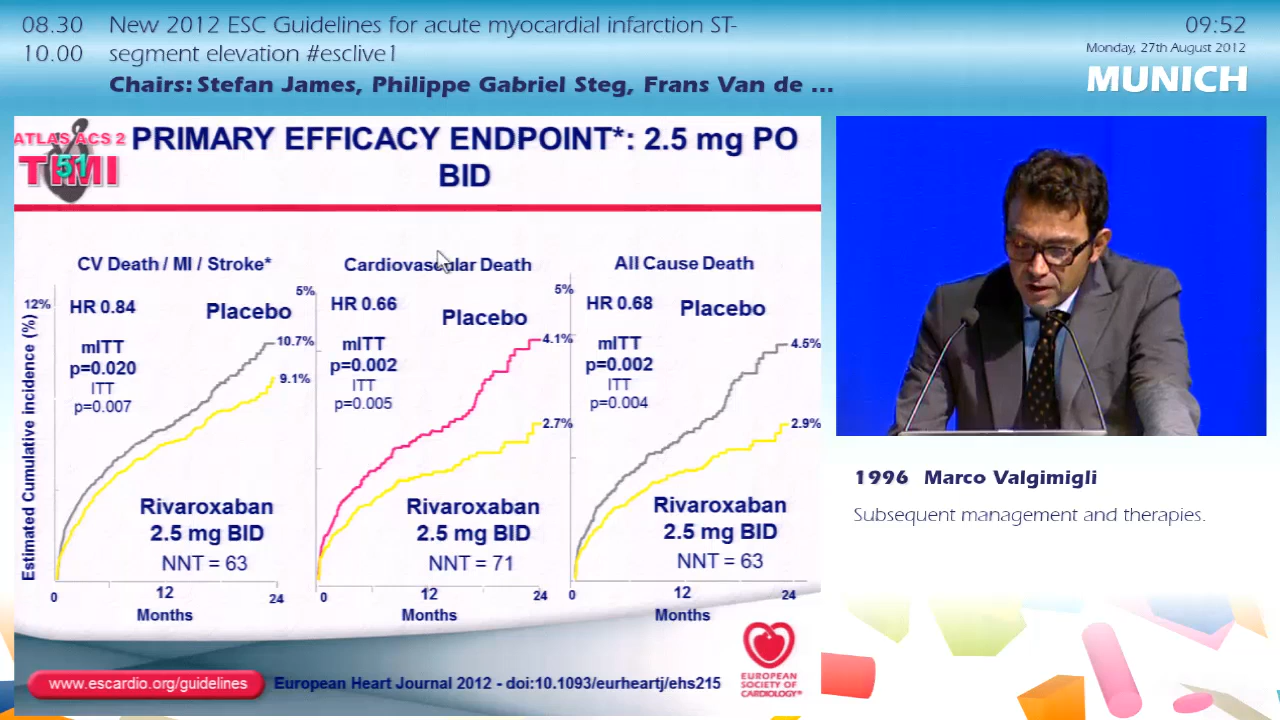 08.30
10.00
New 2012 ESC Guidelines for acute myocardial infarction ST-
segment elevation #esclive1
Chairs: Stefan James, Philippe Gabriel Steg, Frans Van de ...
09:52
Monday, 27th August 2012
MUNICH
ATLAS ACS 2
TIMI
51
PRIMARY EFFICACY ENDPOINT*: 2.5 mg PO
BID
Estimated Cumulative incidence (%)
CV Death / MI / Stroke*
12%
HR 0.84
Placebo
mITT
p=0.020
ITT
p=0.007
10.7%
9.1%
Rivaroxaban
2.5 mg BID
NNT = 63
0
12
24
Months
Cardiovascular Death
5%
HR 0.66
Placebo
mITT
p=0.002
ITT
p=0.005
4.1%
2.7%
Rivaroxaban
2.5 mg BID
NNT = 71
0
12
24
Months
All Cause Death
5%
HR 0.68
Placebo
mITT
p=0.002
ITT
p=0.004
4.5%
2.9%
Rivaroxaban
2.5 mg BID
NNT = 63
0
12
24
Months
www.escardio.org/guidelines
European Heart Journal 2012 - doi:10.1093/eurheartj/ehs215
EUROPEAN
SOCIETY OF
CARDIOLOGY®
1996 Marco Valgimigli
Subsequent management and therapies.